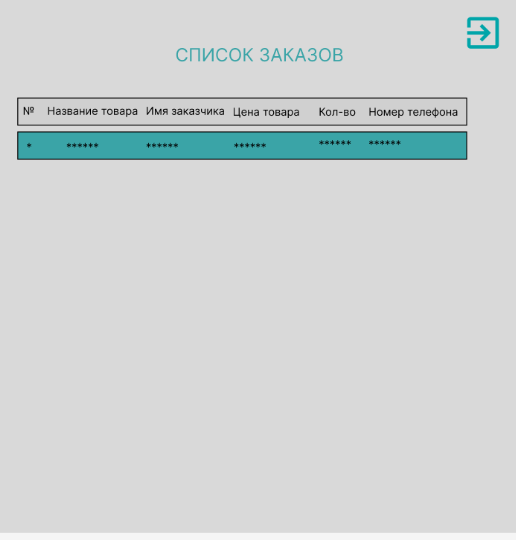 СПИСОК ЗАКАЗОВ
№ Название товара Имя заказчика Цена товара Кол-во Номер телефона
* ****** ****** ****** ****** ******